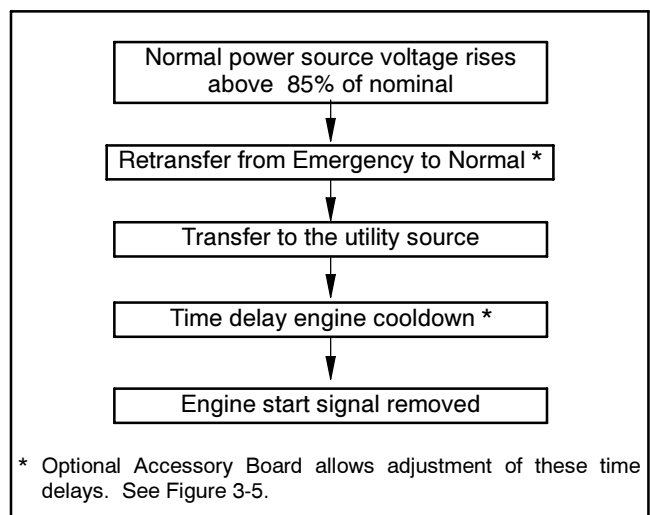 Normal power source voltage rises
above 85% of nominal
Retransfer from Emergency to Normal *
Transfer to the utility source
Time delay engine cooldown *
Engine start signal removed
* Optional Accessory Board allows adjustment of these time
delays. See Figure 3-5.